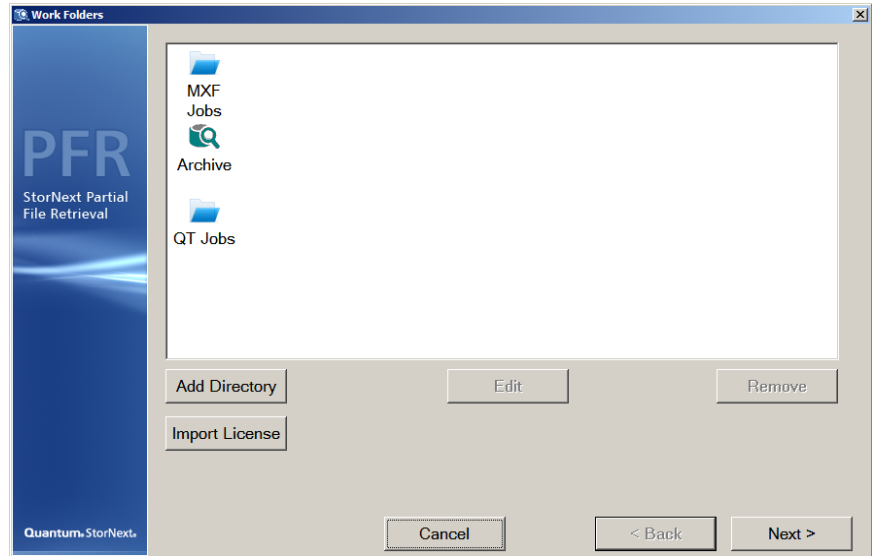 Work Folders
PFR
StorNext Partial
File Retrieval
MXF
Jobs
Archive
QT Jobs
Add Directory
Edit
Remove
Import License
Quantum StorNext
Cancel
< Back
Next >